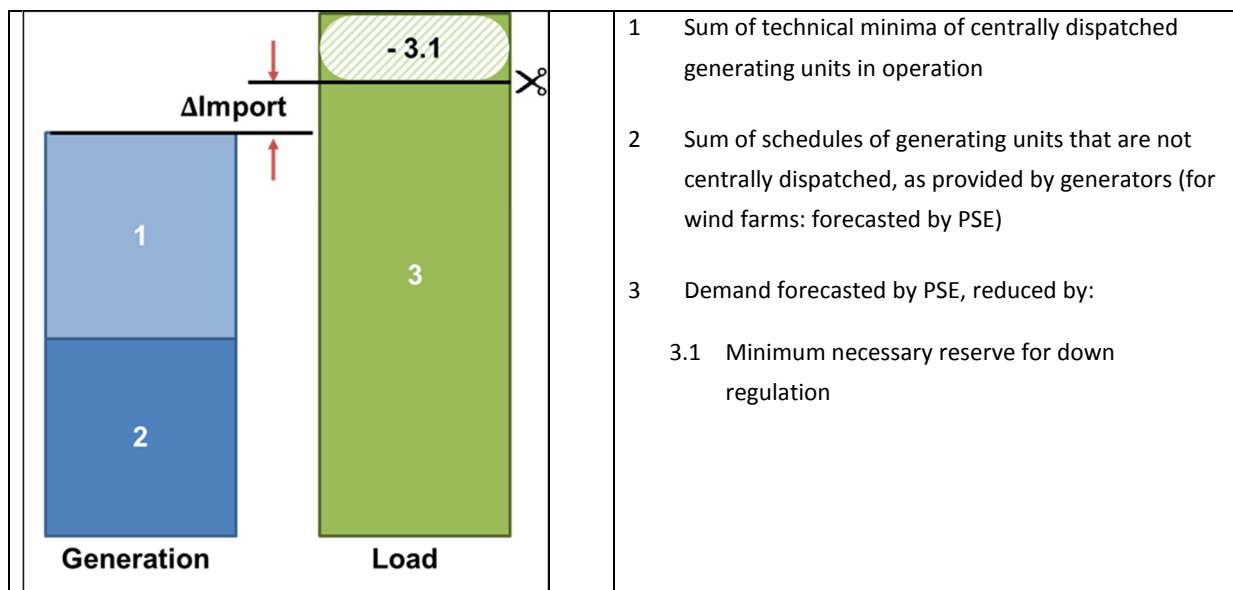 - 3.1
ΔImport
1
3
2
Generation
Load
1 Sum of technical minima of centrally dispatched
generating units in operation
2 Sum of schedules of generating units that are not
centrally dispatched, as provided by generators (for
wind farms: forecasted by PSE)
3 Demand forecasted by PSE, reduced by:
3.1 Minimum necessary reserve for down
regulation